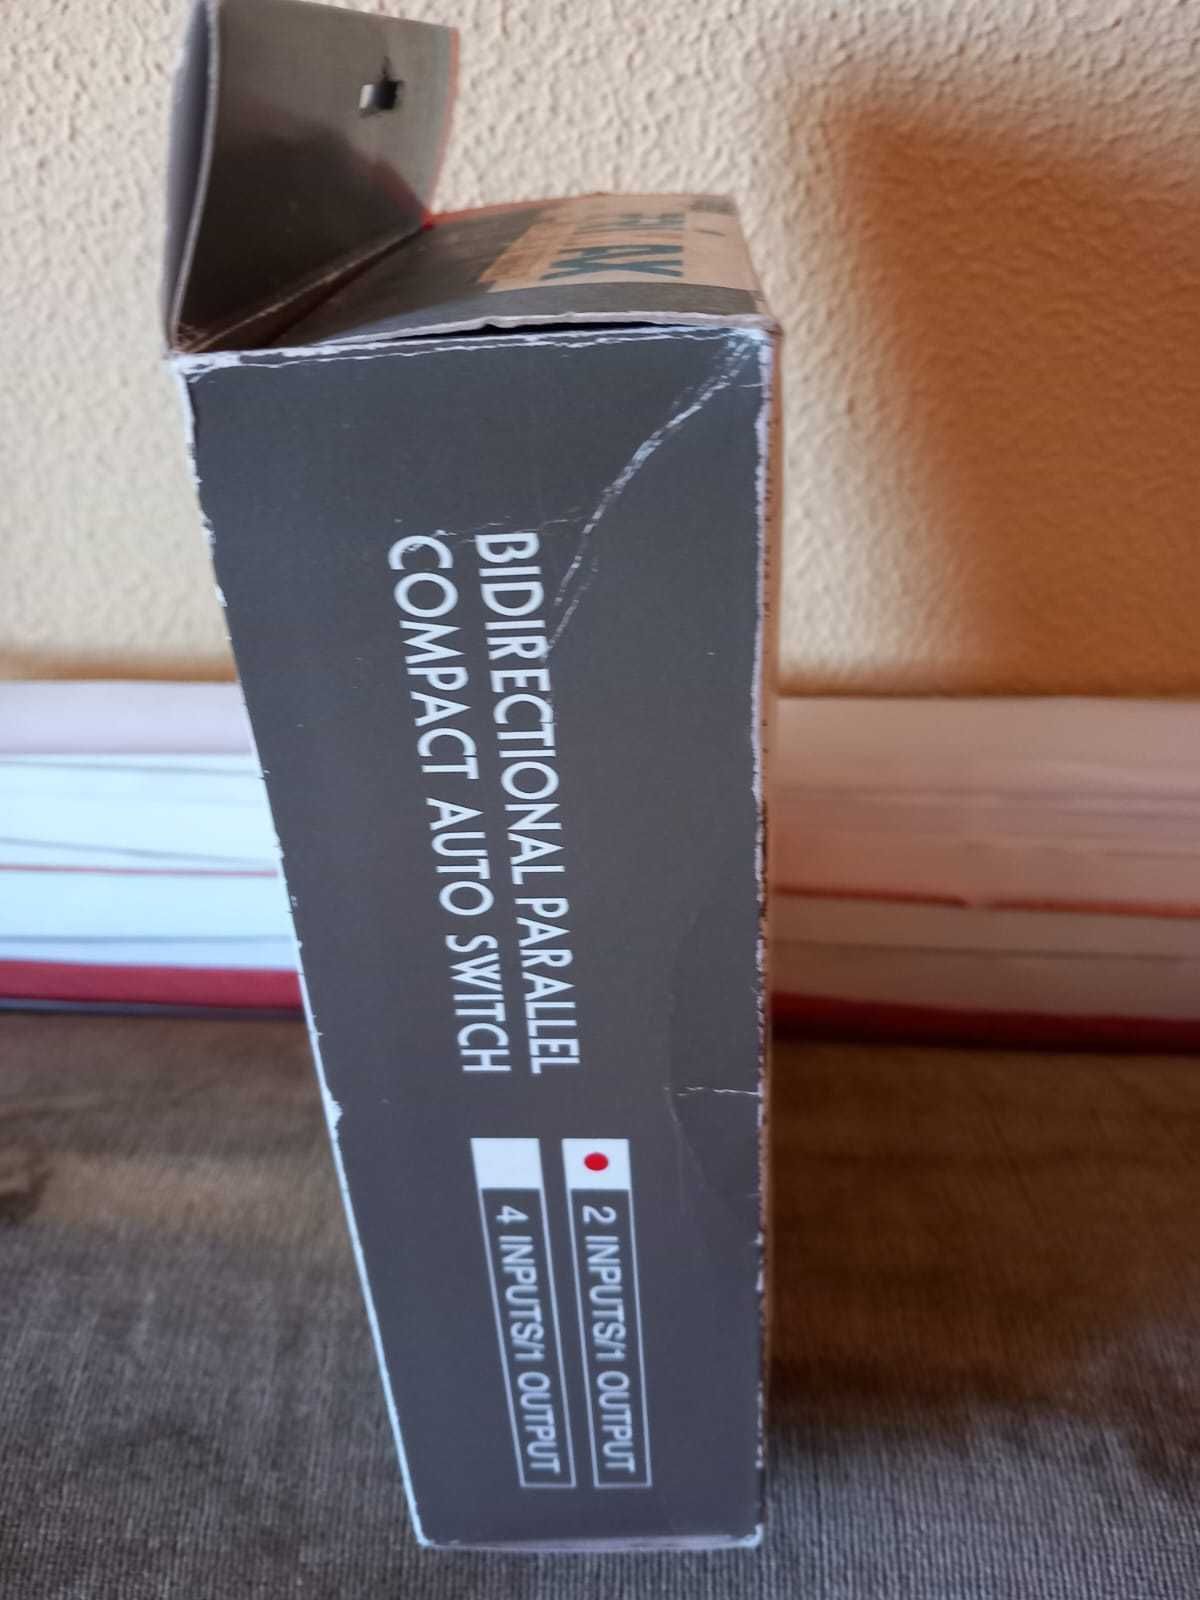 BIDIRECTIONAL PARALLEL
COMPACT AUTO SWITCH
2 INPUTS/1 OUTPUT
4 INPUTS/1 OUTPUT